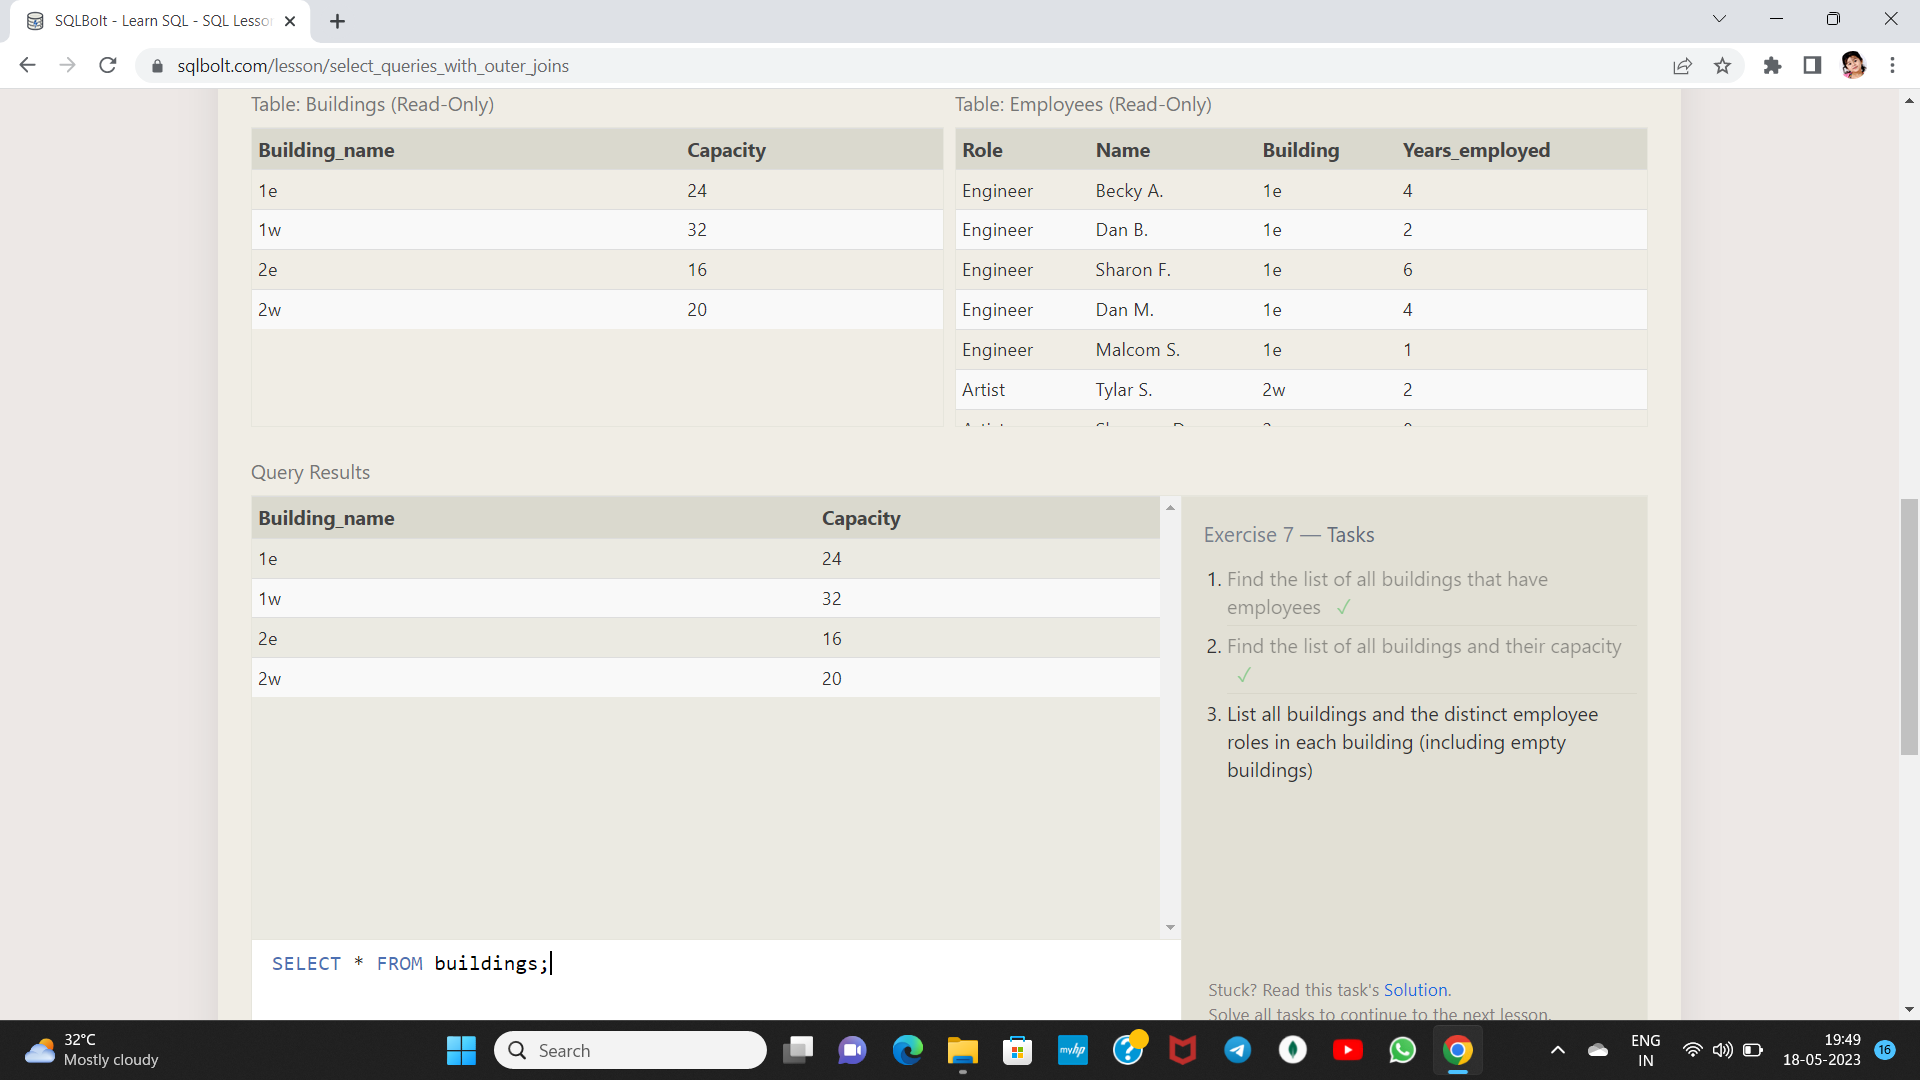 SQLBolt - Learn SQL - SQL Lesso
sqlbolt.com/lesson/select_queries_with_outer_joins
Table: Buildings (Read-Only)
Building_name Capacity
1e 24
1w 32
2e 16
2w 20
Table: Employees (Read-Only)
Role Name Building Years_employed
Engineer Becky A. 1e 4
Engineer Dan B. 1e 2
Engineer Sharon F. 1e 6
Engineer Dan M. 1e 4
Engineer Malcom S. 1e 1
Artist Tylar S. 2w 2
Query Results
Building_name Capacity
1e 24
1w 32
2e 16
2w 20
Exercise 7 — Tasks
1. Find the list of all buildings that have
employees ✓
2. Find the list of all buildings and their capacity
✓
3. List all buildings and the distinct employee
roles in each building (including empty
buildings)
SELECT * FROM buildings;
Stuck? Read this task's Solution.
Solve all tasks to continue to the next lesson.
32°C
Mostly cloudy
Search
myhp
ENG
IN
19:49
18-05-2023
16